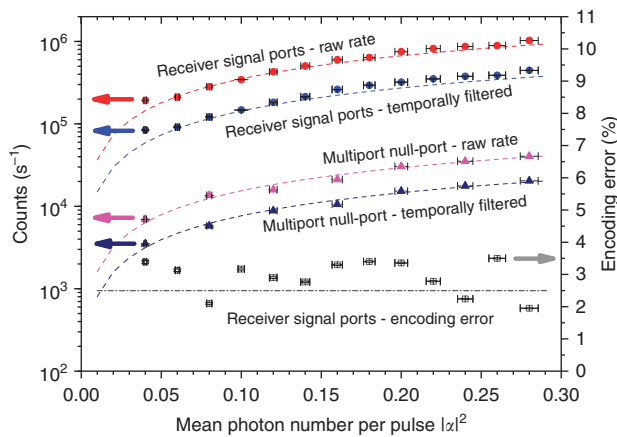 10⁶
10⁵
10⁴
10³
10²
Counts (s⁻¹)
11
10
9
8
7
6
5
4
3
2
1
0
Encoding error (%)
Receiver signal ports - raw rate
Receiver signal ports - temporally filtered
Multiport null-port - raw rate
Multiport null-port - temporally filtered
Receiver signal ports - encoding error
0.00 0.05 0.10 0.15 0.20 0.25 0.30
Mean photon number per pulse |α|²